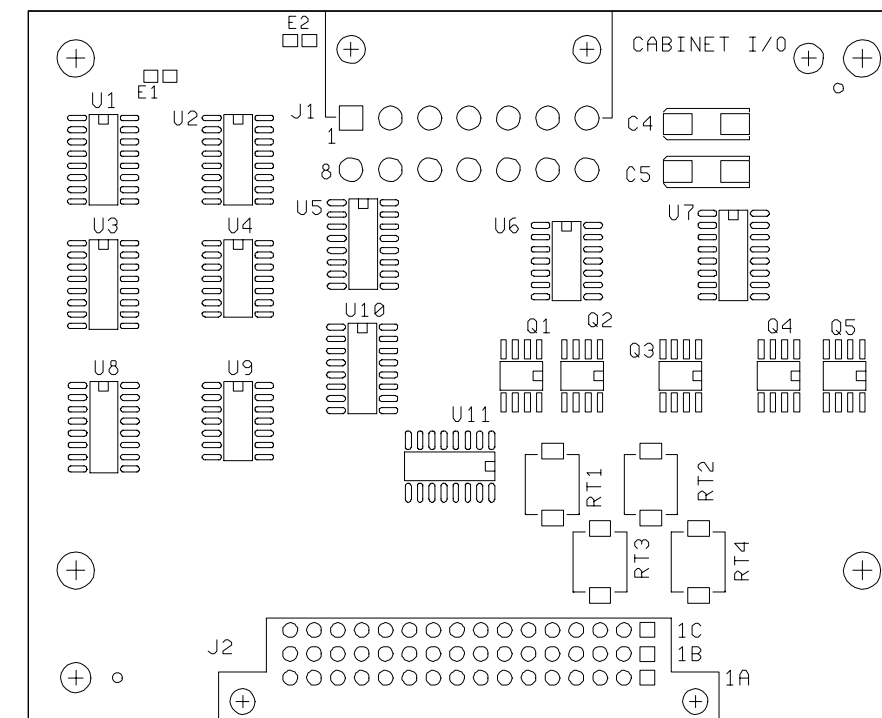 E2
CABINET I/O
E1
U1
U2
J1
1
C4
8
C5
U5
U7
U3
U4
U6
U10
Q1
Q2
Q3
Q4
Q5
U8
U9
U11
RT1
RT2
RT3
RT4
J2
1C
1B
1A